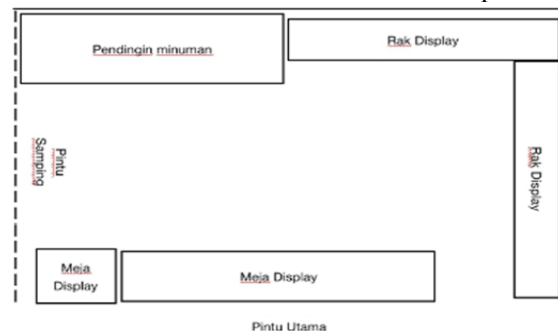 Pendingin minuman
Rak Display
Pintu
Samping
Rak Display
Meja
Display
Meja Display
Pintu Utama